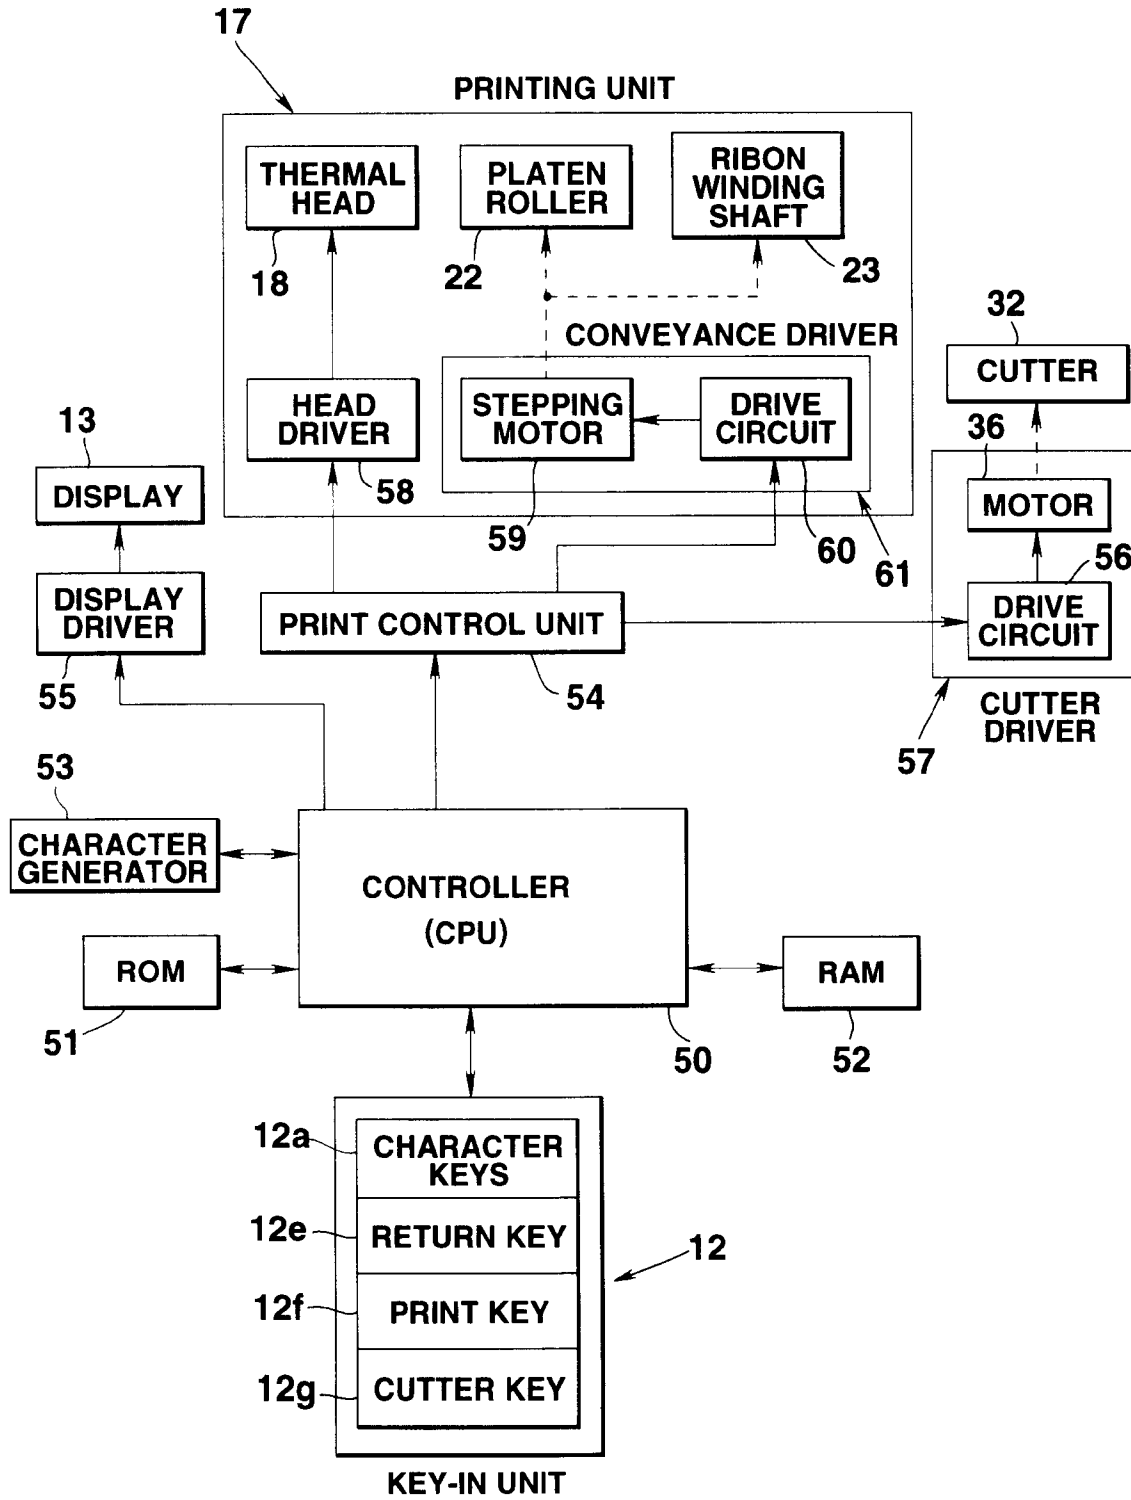 17
PRINTING UNIT
THERMAL
HEAD
18
PLATEN
ROLLER
22
RIBON
WINDING
SHAFT
23
CONVEYANCE DRIVER
32
CUTTER
HEAD
DRIVER
58
STEPPING
MOTOR
59
DRIVE
CIRCUIT
60
61
13
DISPLAY
36
MOTOR
56
DISPLAY
DRIVER
55
PRINT CONTROL UNIT
54
DRIVE
CIRCUIT
CUTTER
DRIVER
57
53
CHARACTER
GENERATOR
CONTROLLER
(CPU)
50
ROM
51
RAM
52
12a
CHARACTER
KEYS
12e
RETURN KEY
12
12f
PRINT KEY
12g
CUTTER KEY
KEY-IN UNIT